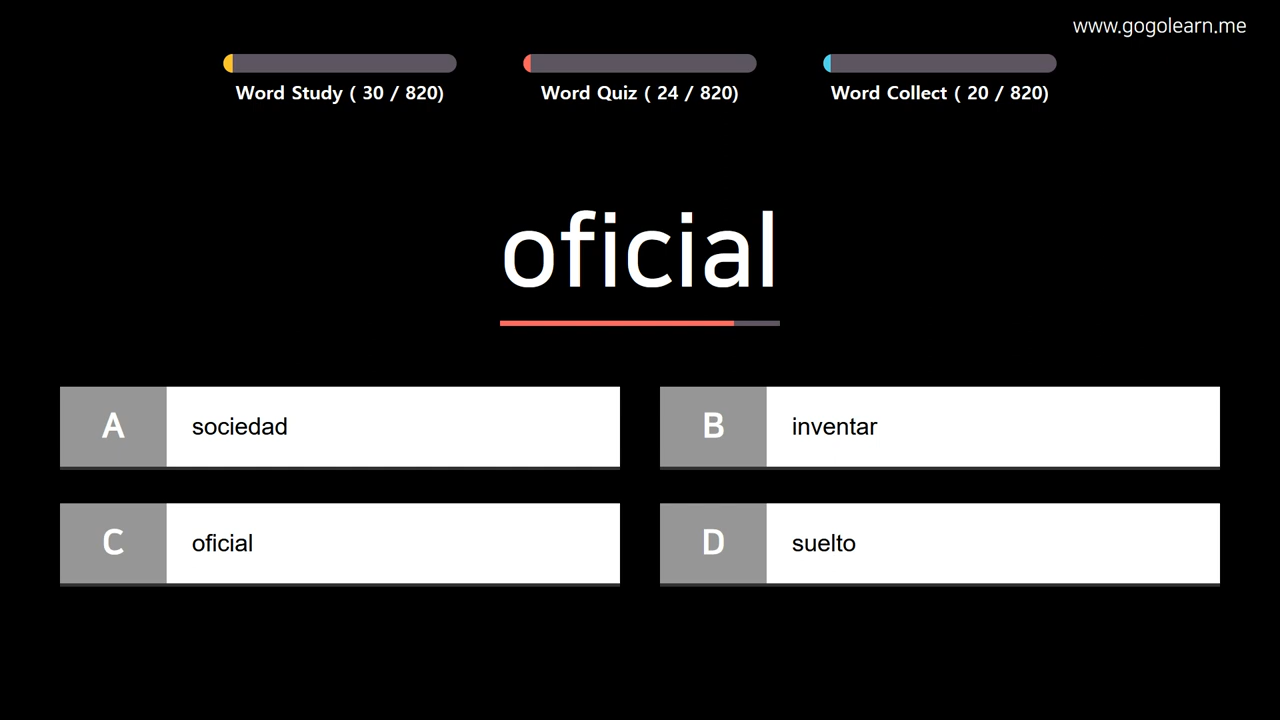 www.gogolearn.me
Word Study ( 30 / 820)
Word Quiz ( 24 / 820)
Word Collect ( 20 / 820)
oficial
A sociedad
B inventar
C oficial
D suelto